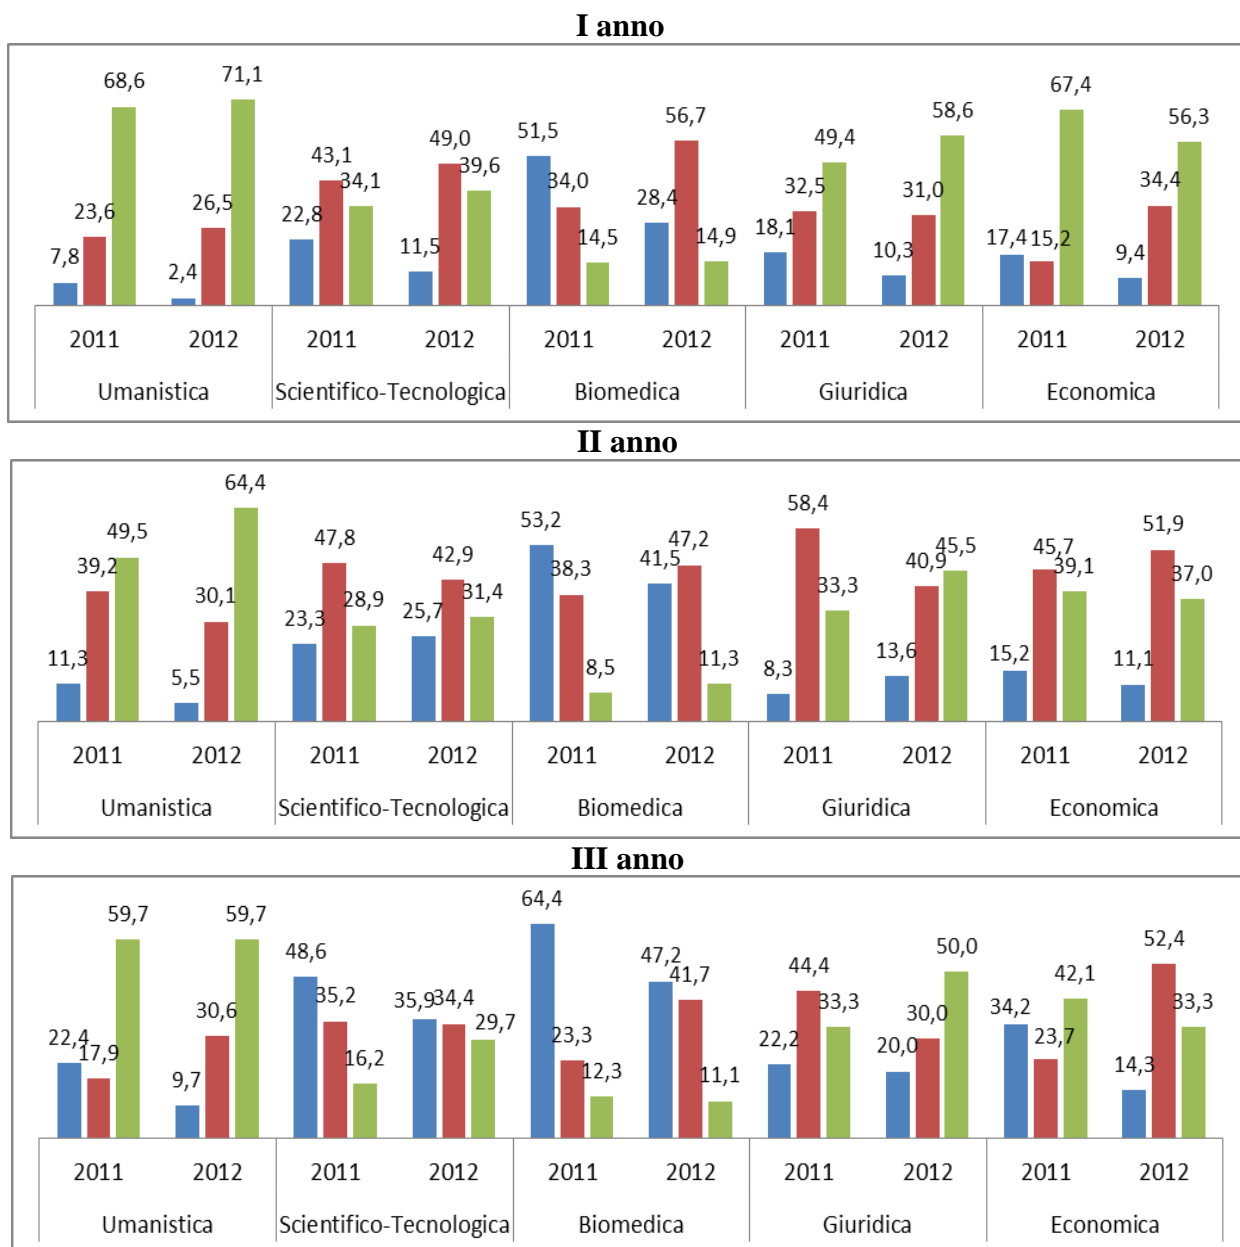 I anno
68,6 71,1 67,4
51,5 56,7 58,6 56,3
43,1 49,0 49,4
34,1 39,6 34,0 32,5 31,0 34,4
23,6 26,5 22,8 28,4
7,8 2,4 11,5 14,5 14,9 18,1 10,3 17,4 15,2 9,4
2011 2012 2011 2012 2011 2012 2011 2012 2011 2012
Umanistica Scientifico-Tecnologica Biomedica Giuridica Economica
II anno
64,4
49,5 53,2 58,4 51,9
39,2 47,8 42,9 38,3 41,5 47,2 40,9 45,5 45,7 39,1 37,0
30,1 28,9 31,4 33,3
11,3 5,5 23,3 25,7 8,5 11,3 8,3 13,6 15,2 11,1
2011 2012 2011 2012 2011 2012 2011 2012 2011 2012
Umanistica Scientifico-Tecnologica Biomedica Giuridica Economica
III anno
59,7 59,7 64,4
48,6 47,2 50,0 52,4
35,2 35,9 34,4 41,7 44,4 42,1
22,4 17,9 30,6 29,7 23,3 33,3 30,0 34,2 33,3
9,7 16,2 12,3 11,1 22,2 20,0 23,7 14,3
2011 2012 2011 2012 2011 2012 2011 2012 2011 2012
Umanistica Scientifico-Tecnologica Biomedica Giuridica Economica